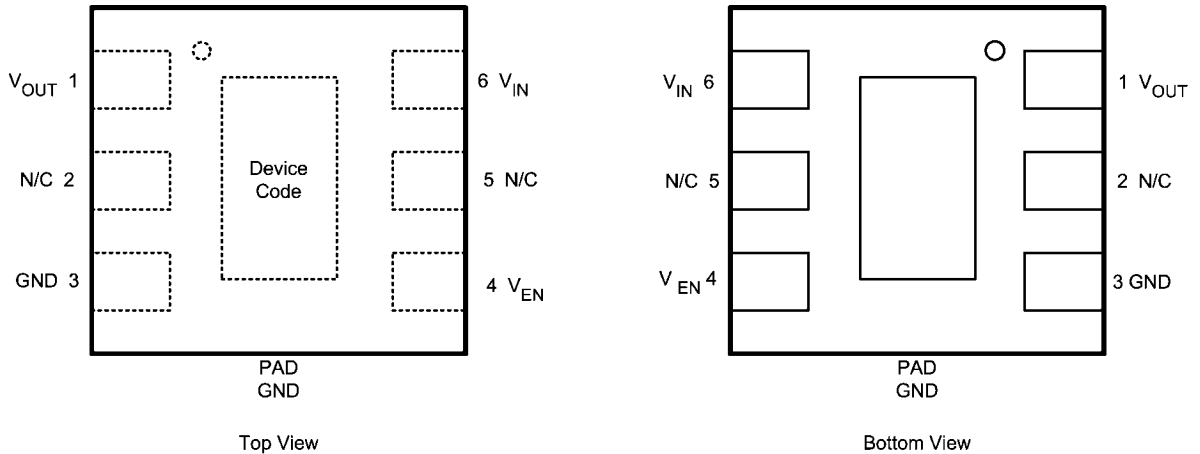 V_OUT 1
6 V_IN
N/C 2
Device
Code
5 N/C
GND 3
4 V_EN
PAD
GND
Top View
V_IN 6
1 V_OUT
N/C 5
2 N/C
V_EN 4
3 GND
PAD
GND
Bottom View